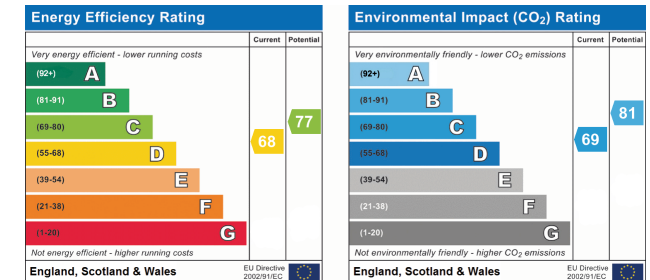 Energy Efficiency Rating
Current Potential
Very energy efficient - lower running costs
(92+) A
(81-91) B
(69-80) C
(55-68) D
(39-54) E
(21-38) F
(1-20) G
68
77
Not energy efficient - higher running costs
England, Scotland & Wales
EU Directive
2002/91/EC
Environmental Impact (CO₂) Rating
Current Potential
Very environmentally friendly - lower CO₂ emissions
(92+) A
(81-91) B
(69-80) C
(55-68) D
(39-54) E
(21-38) F
(1-20) G
69
81
Not environmentally friendly - higher CO₂ emissions
England, Scotland & Wales
EU Directive
2002/91/EC